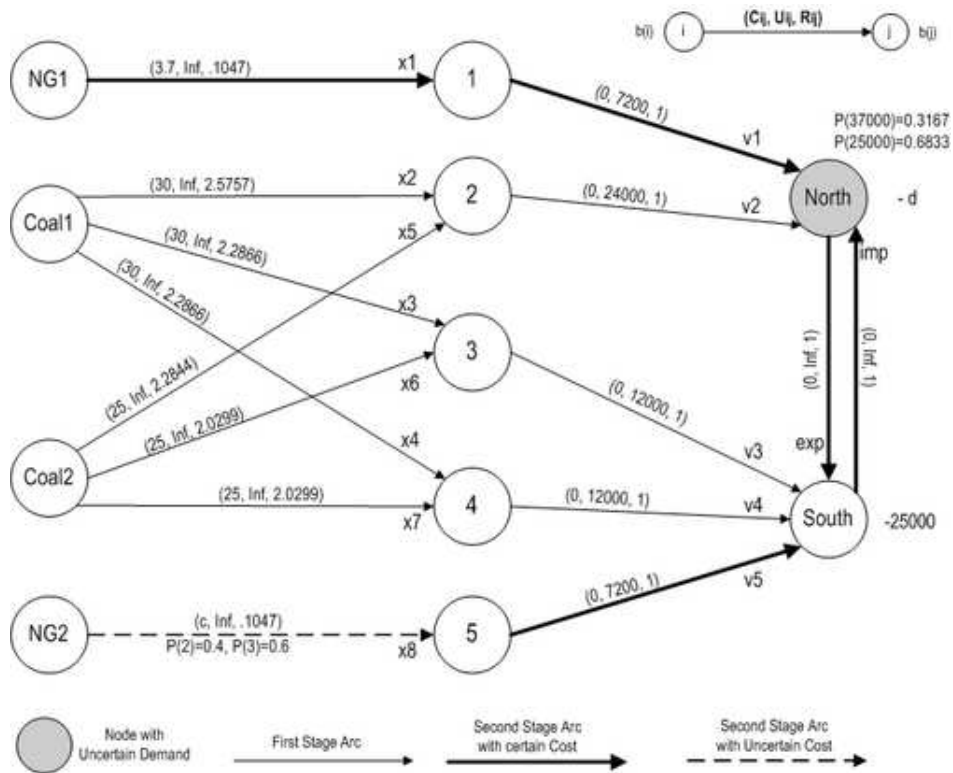 (Cij, Uij, Rij)
b(i)
i
j
b(j)
NG1
(3.7, Inf, .1047)
x1
1
(0, 7200, 1)
v1
P(37000)=0.3167
P(25000)=0.6833
Coal1
(30, Inf, 2.5757)
x2
2
(0, 24000, 1)
v2
North
- d
x5
(30, Inf, 2.2866)
(30, Inf, 2.2866)
imp
x3
3
(25, Inf, 2.2844)
x6
(0, Inf, 1)
(0, Inf, 1)
(25, Inf, 2.0299)
x4
(0, 12000, 1)
v3
exp
Coal2
(25, Inf, 2.0299)
x7
4
(0, 12000, 1)
v4
South
-25000
NG2
(c, Inf, .1047)
P(2)=0.4, P(3)=0.6
x8
5
(0, 7200, 1)
v5
Node with
Uncertain Demand
First Stage Arc
Second Stage Arc
with certain Cost
Second Stage Arc
with Uncertain Cost